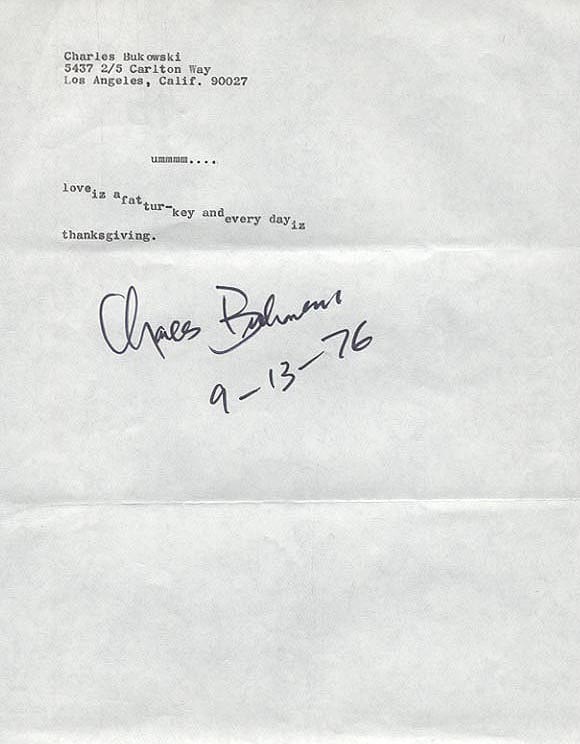 Charles Bukowski
5437 2/5 Carlton Way
Los Angeles, Calif. 90027
ummmm....
love iz a fat tur-key and every day iz
thanksgiving.
Charles Bukowski
9-13-76